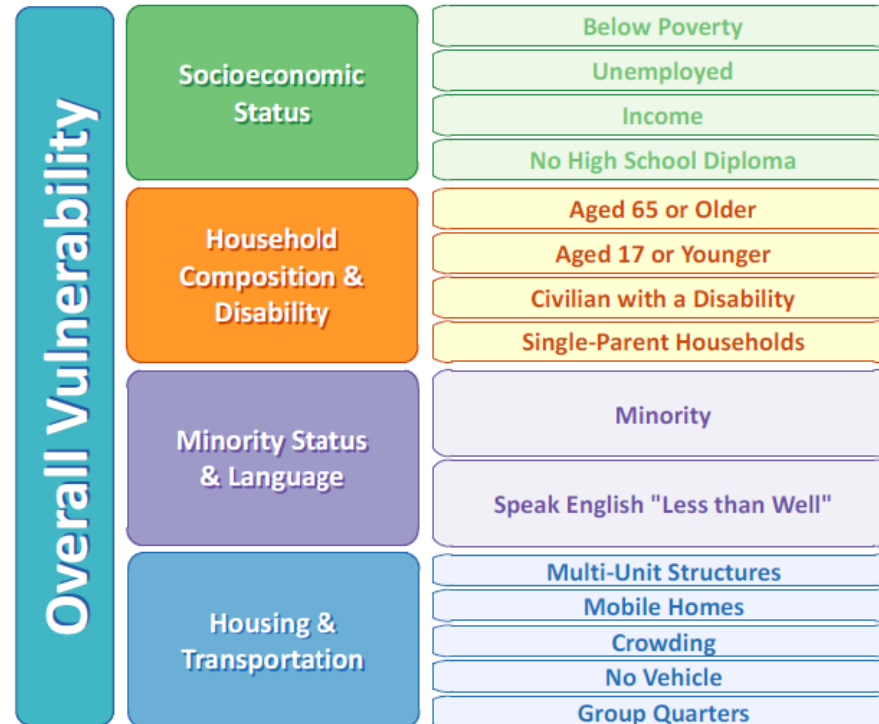 Overall Vulnerability
Socioeconomic
Status
Below Poverty
Unemployed
Income
No High School Diploma
Household
Composition &
Disability
Aged 65 or Older
Aged 17 or Younger
Civilian with a Disability
Single-Parent Households
Minority Status
& Language
Minority
Speak English "Less than Well"
Housing &
Transportation
Multi-Unit Structures
Mobile Homes
Crowding
No Vehicle
Group Quarters